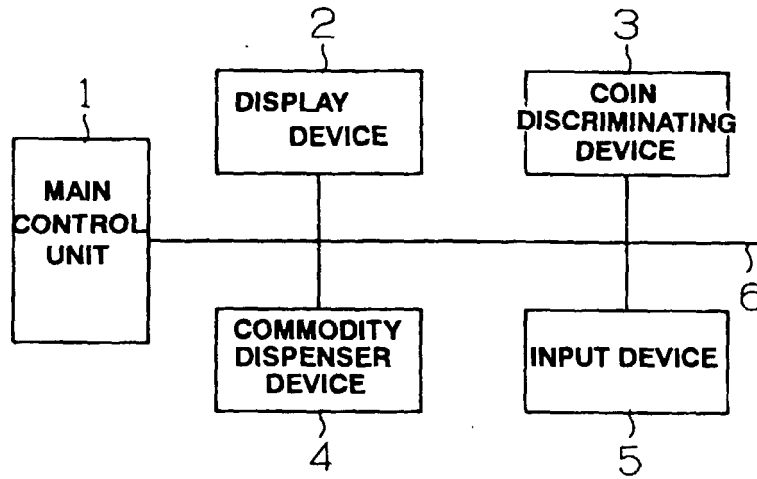 1
MAIN
CONTROL
UNIT
2
DISPLAY
DEVICE
3
COIN
DISCRIMINATING
DEVICE
COMMODITY
DISPENSER
DEVICE
4
INPUT DEVICE
5
6